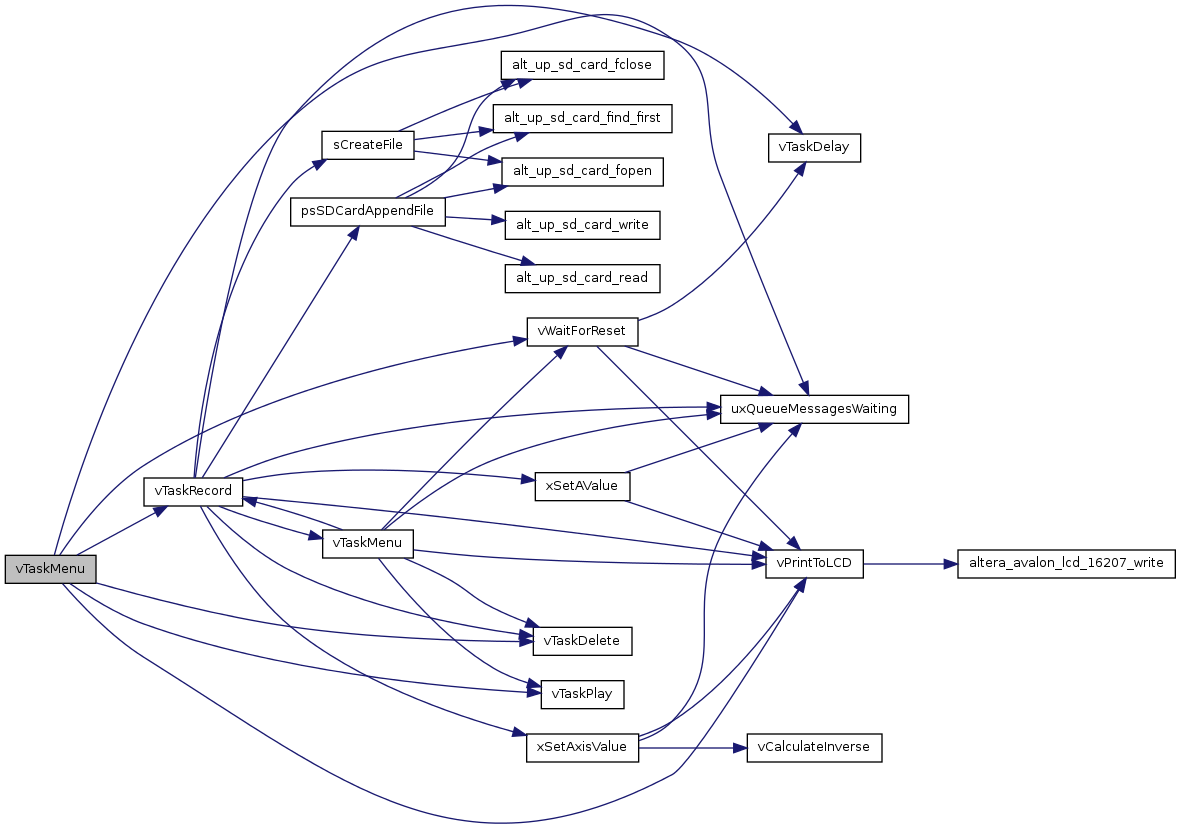 alt_up_sd_card_fclose
alt_up_sd_card_find_first
sCreateFile
vTaskDelay
alt_up_sd_card_fopen
psSDCardAppendFile
alt_up_sd_card_write
alt_up_sd_card_read
vWaitForReset
uxQueueMessagesWaiting
xSetAValue
vTaskRecord
vTaskMenu
vPrintToLCD
altera_avalon_lcd_16207_write
vTaskMenu
vTaskDelete
vTaskPlay
xSetAxisValue
vCalculateInverse